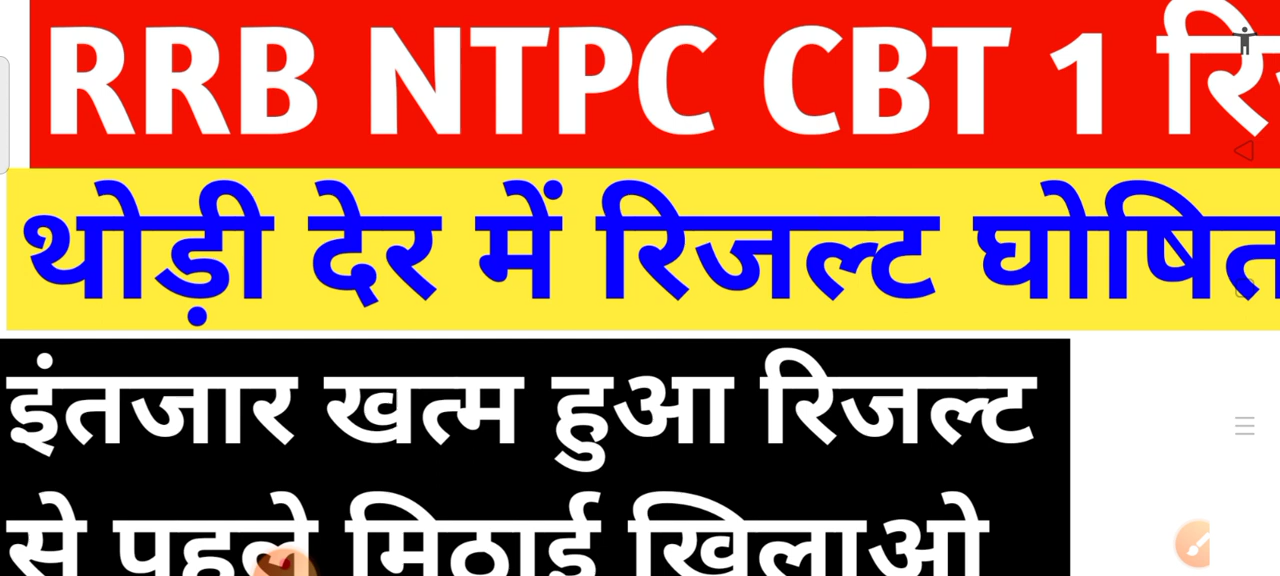 RRB NTPC CBT 1
थोड़ी देर में रिजल्ट घोषित
इंतजार खत्म हुआ रिजल्ट
से पहले मिठाई खिलाओ